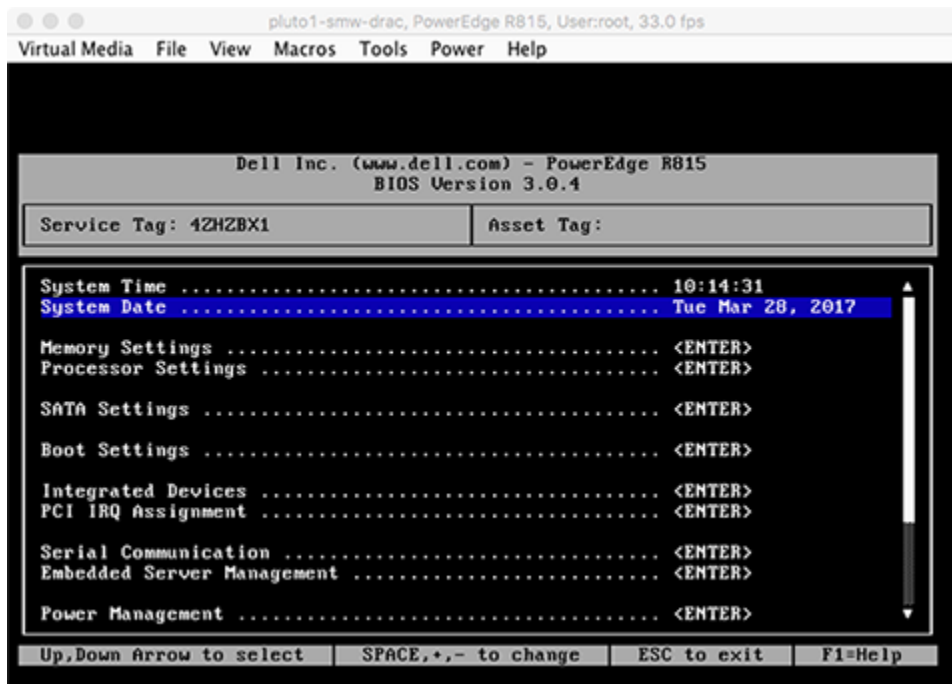 pluto1-smw-drac, PowerEdge R815, User:root, 33.0 fps
Virtual Media File View Macros Tools Power Help
Dell Inc. (www.dell.com) - PowerEdge R815
BIOS Version 3.0.4
Service Tag: 4ZHZBX1 Asset Tag:
System Time .......................................... 10:14:31
System Date .......................................... Tue Mar 28, 2017
Memory Settings ...................................... <ENTER>
Processor Settings ................................... <ENTER>
SATA Settings ........................................ <ENTER>
Boot Settings ........................................ <ENTER>
Integrated Devices ................................... <ENTER>
PCI IRQ Assignment ................................... <ENTER>
Serial Communication ................................. <ENTER>
Embedded Server Management ........................... <ENTER>
Power Management ..................................... <ENTER>
Up,Down Arrow to select SPACE,+,- to change ESC to exit F1=Help